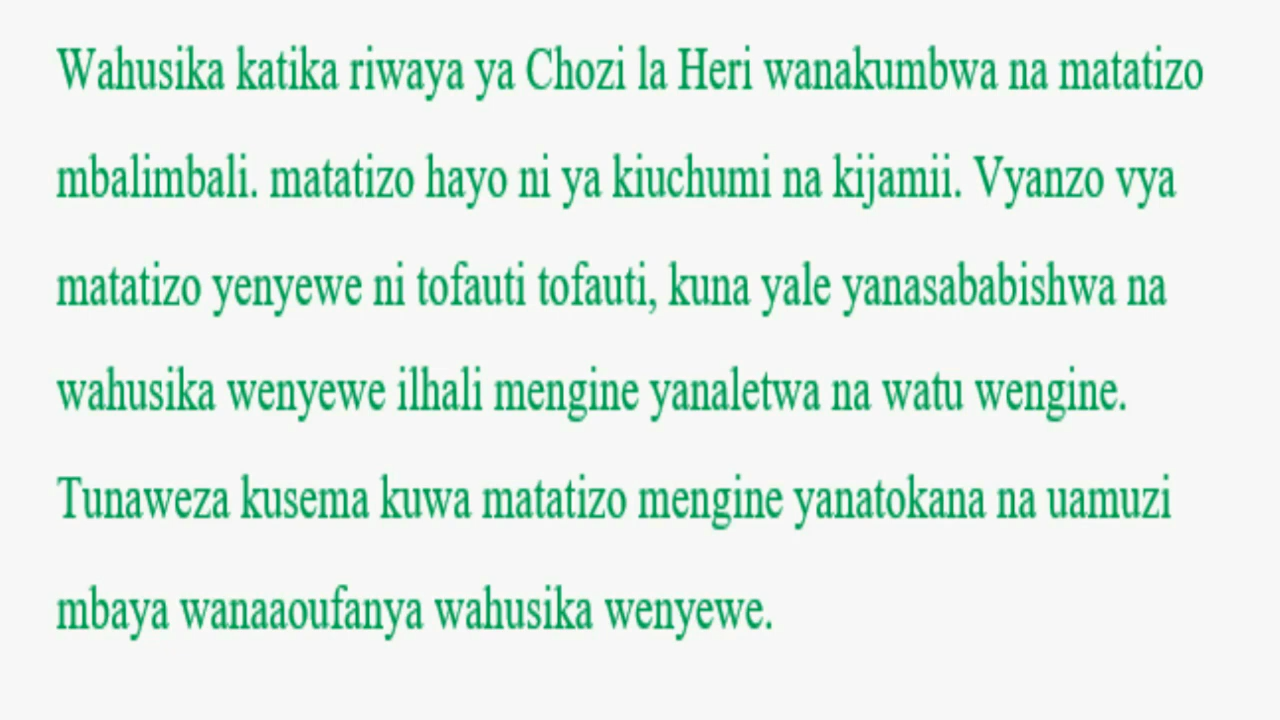 Wahusika katika riwaya ya Chozi la Heri wanakumbwa na matatizo
mbalimbali. matatizo hayo ni ya kiuchumi na kijamii. Vyanzo vya
matatizo yenyewe ni tofauti tofauti, kuna yale yanasababishwa na
wahusika wenyewe ilhali mengine yanaletwa na watu wengine.
Tunaweza kusema kuwa matatizo mengine yanatokana na uamuzi
mbaya wanaaoufanya wahusika wenyewe.